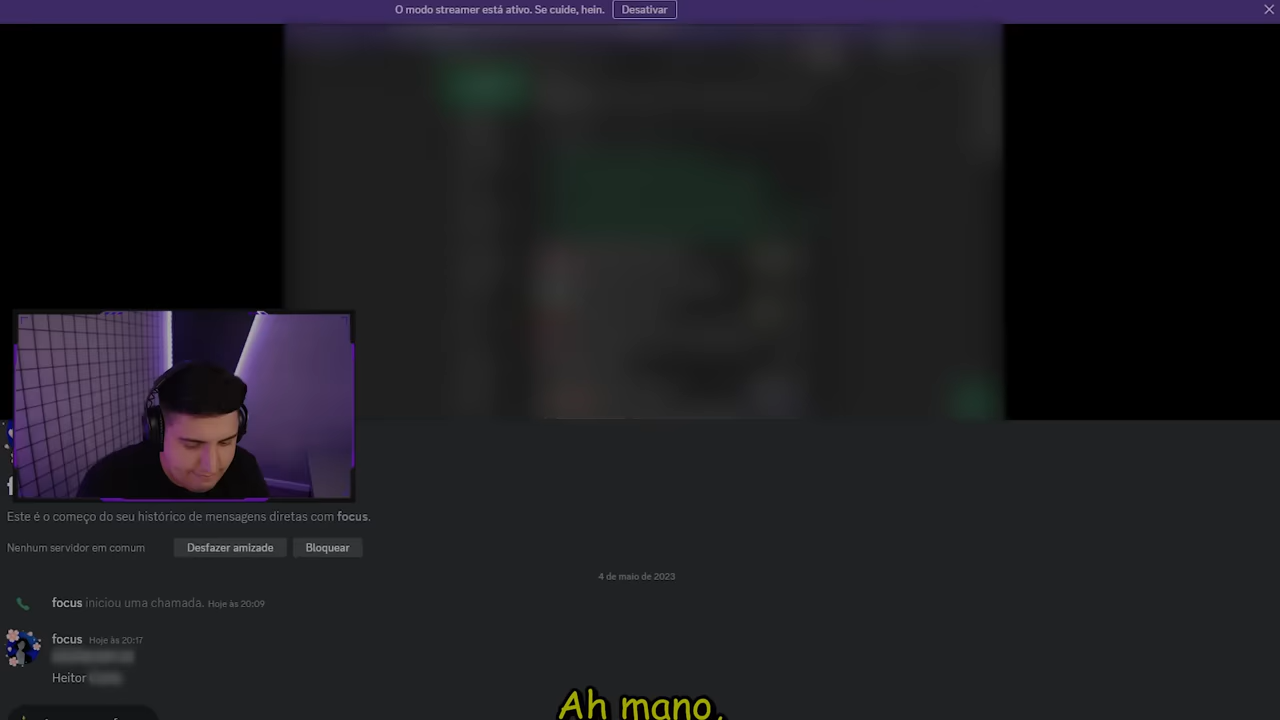 O modo streamer está ativo. Se cuide, hein. Desativar
Este é o começo do seu histórico de mensagens diretas com focus.
Nenhum servidor em comum Desfazer amizade Bloquear
4 de maio de 2023
focus iniciou uma chamada. Hoje às 20:09
focus Hoje às 20:17
Heitor
Ah mano,